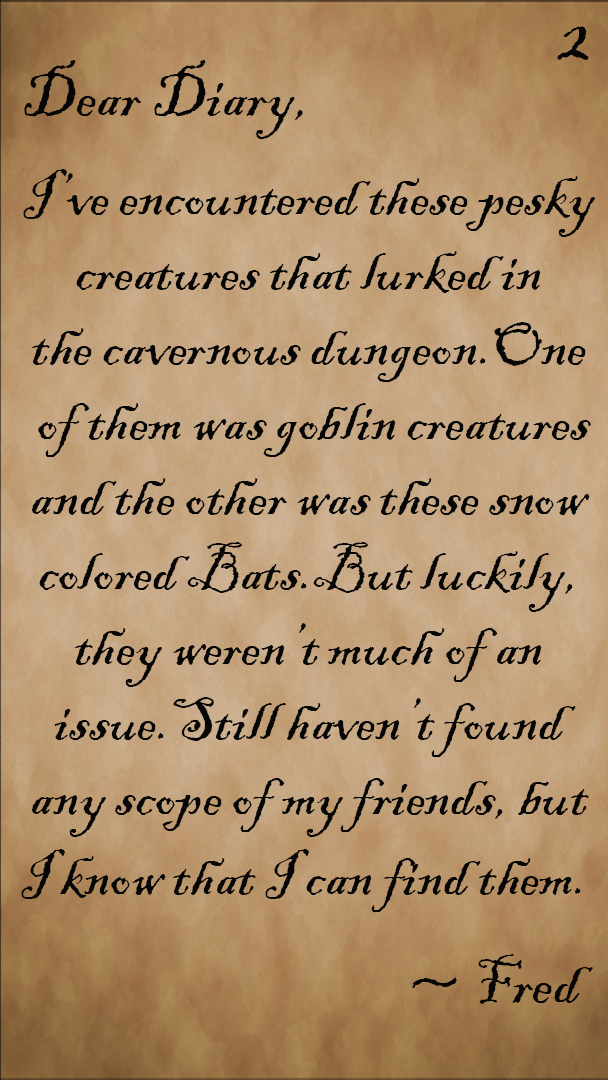 2
Dear Diary,
I've encountered these pesky
creatures that lurked in
the cavernous dungeon. One
of them was goblin creatures
and the other was these snow
colored Bats. But luckily,
they weren't much of an
issue. Still haven't found
any scope of my friends, but
I know that I can find them.
~ Fred